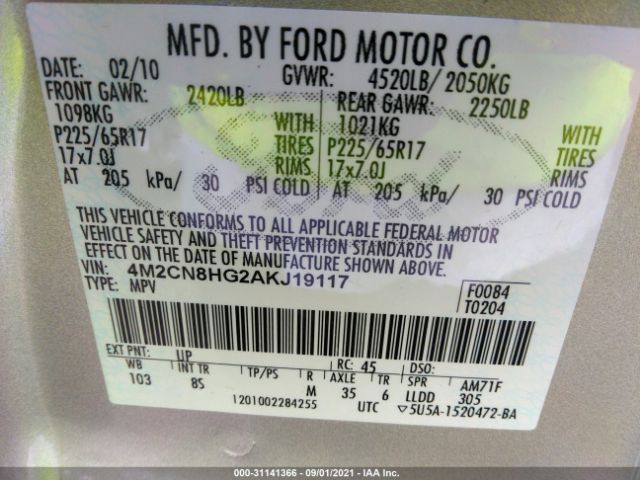 MFD. BY FORD MOTOR CO.
DATE: 02/10 GVWR: 4520LB/ 2050KG
FRONT GAWR: 2420LB REAR GAWR: 2250LB
1098KG WITH 1021KG WITH
P225/65R17 TIRES P225/65R17 TIRES
17x7.0J RIMS 17x7.0J RIMS
AT 205 kPa/ 30 PSI COLD AT 205 kPa/ 30 PSI COLD
THIS VEHICLE CONFORMS TO ALL APPLICABLE FEDERAL MOTOR
VEHICLE SAFETY AND THEFT PREVENTION STANDARDS IN
EFFECT ON THE DATE OF MANUFACTURE SHOWN ABOVE.
VIN: 4M2CN8HG2AKJ19117
TYPE: MPV
F0084
T0204
EXT PNT: UP RC: 45 DSO:
WB INT TR TP/PS R AXLE TR SPR AM71F
103 8S M 35 6 LLDD 305
1201002284255 UTC ▽5U5A-1520472-BA
000-31141366 - 09/01/2021 - IAA Inc.